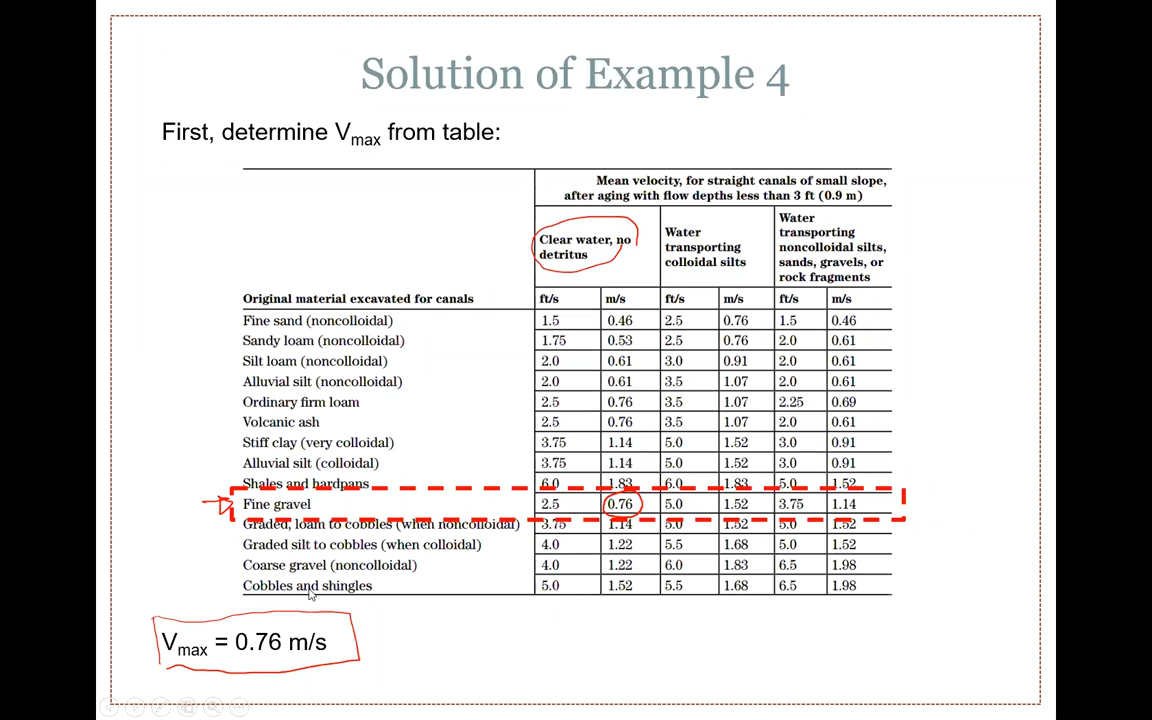 Solution of Example 4
First, determine Vmax from table:
Mean velocity, for straight canals of small slope,
after aging with flow depths less than 3 ft (0.9 m)
Clear water, no
detritus
Water
transporting
colloidal silts
Water
transporting
noncolloidal silts,
sands, gravels, or
rock fragments
Original material excavated for canals ft/s m/s ft/s m/s ft/s m/s
Fine sand (noncolloidal) 1.5 0.46 2.5 0.76 1.5 0.46
Sandy loam (noncolloidal) 1.75 0.53 2.5 0.76 2.0 0.61
Silt loam (noncolloidal) 2.0 0.61 3.0 0.91 2.0 0.61
Alluvial silt (noncolloidal) 2.0 0.61 3.5 1.07 2.0 0.61
Ordinary firm loam 2.5 0.76 3.5 1.07 2.25 0.69
Volcanic ash 2.5 0.76 3.5 1.07 2.0 0.61
Stiff clay (very colloidal) 3.75 1.14 5.0 1.52 3.0 0.91
Alluvial silt (colloidal) 3.75 1.14 5.0 1.52 3.0 0.91
Shales and hardpans 6.0 1.83 6.0 1.83 5.0 1.52
Fine gravel 2.5 0.76 5.0 1.52 3.75 1.14
Graded, loam to cobbles (when noncolloidal) 3.75 1.14 5.0 1.52 5.0 1.52
Graded silt to cobbles (when colloidal) 4.0 1.22 5.5 1.68 5.0 1.52
Coarse gravel (noncolloidal) 4.0 1.22 6.0 1.83 6.5 1.98
Cobbles and shingles 5.0 1.52 5.5 1.68 6.5 1.98
Vmax = 0.76 m/s